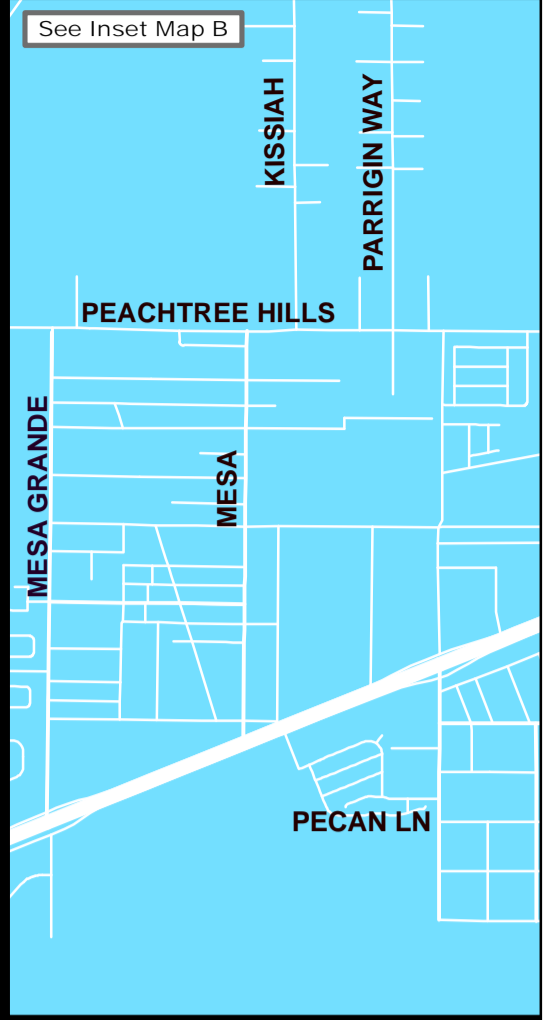 See Inset Map B
KISSIAH
PARRIGIN WAY
PEACHTREE HILLS
MESA GRANDE
MESA
PECAN LN